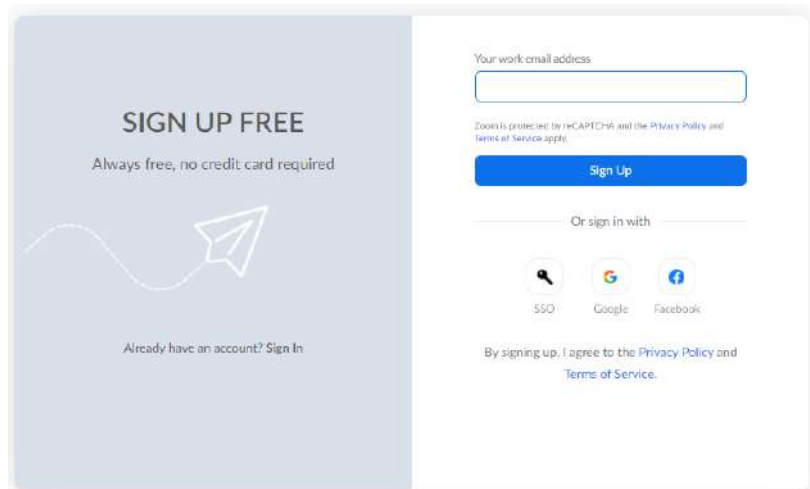 SIGN UP FREE
Always free, no credit card required
Already have an account? Sign In
Your work email address
Zoom is protected by reCAPTCHA and the Privacy Policy and
Terms of Service apply.
Sign Up
Or sign in with
SSO
Google
Facebook
By signing up, I agree to the Privacy Policy and
Terms of Service.